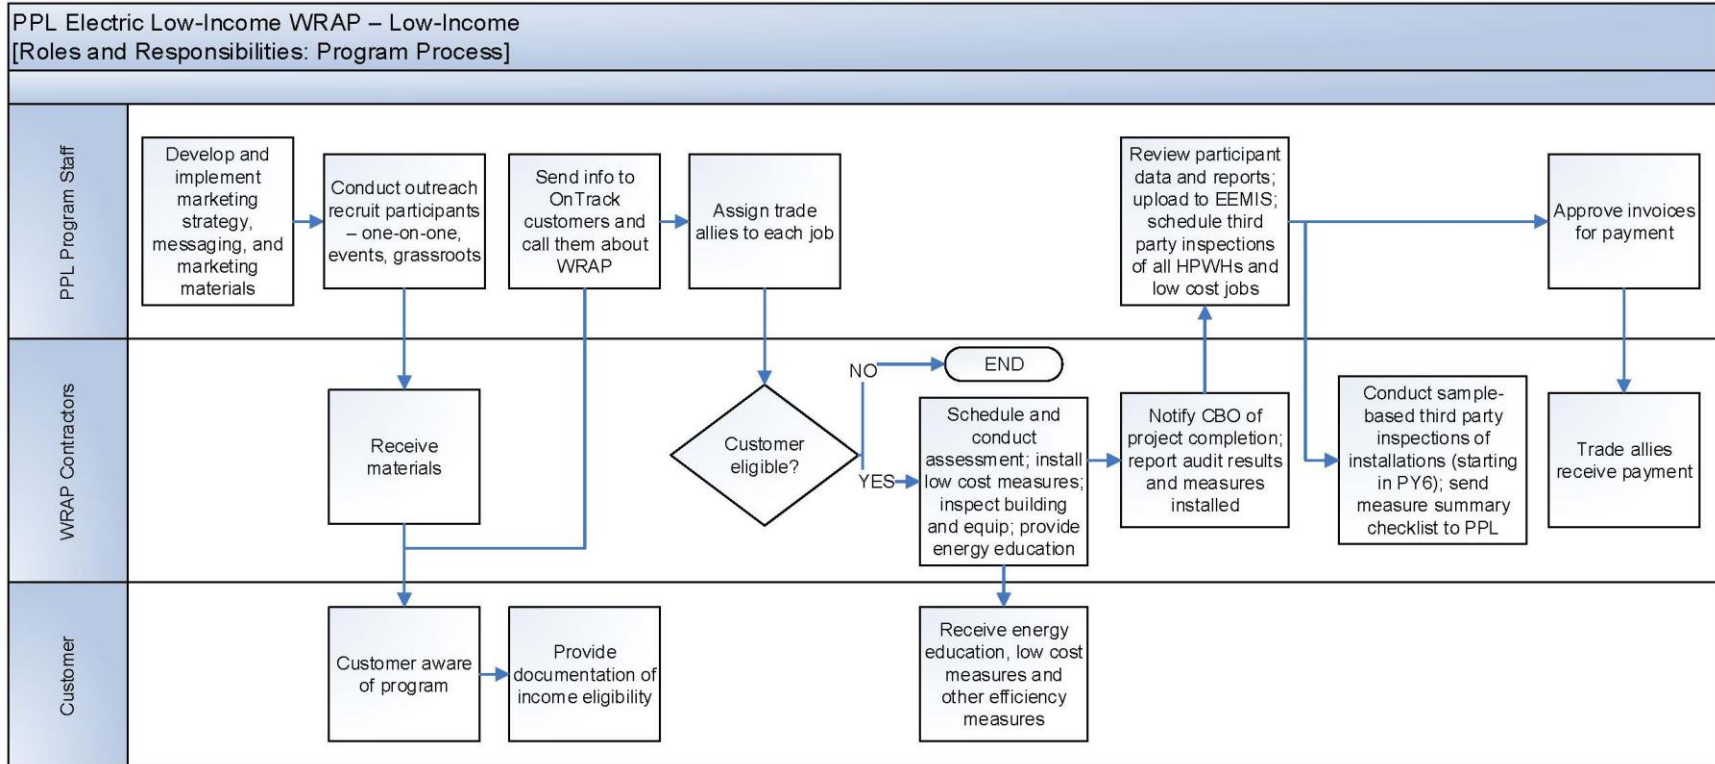 PPL Electric Low-Income WRAP – Low-Income
[Roles and Responsibilities: Program Process]
PPL Program Staff
Develop and
implement
marketing
strategy,
messaging, and
marketing
materials
Conduct outreach
recruit participants
– one-on-one,
events, grassroots
Send info to
OnTrack
customers and
call them about
WRAP
Assign trade
allies to each job
Review participant
data and reports;
upload to EEMIS;
schedule third
party inspections
of all HPWHs and
low cost jobs
Approve invoices
for payment
WRAP Contractors
Receive
materials
Customer
eligible?
NO
END
YES
Schedule and
conduct
assessment; install
low cost measures;
inspect building
and equip; provide
energy education
Notify CBO of
project completion;
report audit results
and measures
installed
Conduct sample-
based third party
inspections of
installations (starting
in PY6); send
measure summary
checklist to PPL
Trade allies
receive payment
Customer
Customer aware
of program
Provide
documentation of
income eligibility
Receive energy
education, low cost
measures and
other efficiency
measures